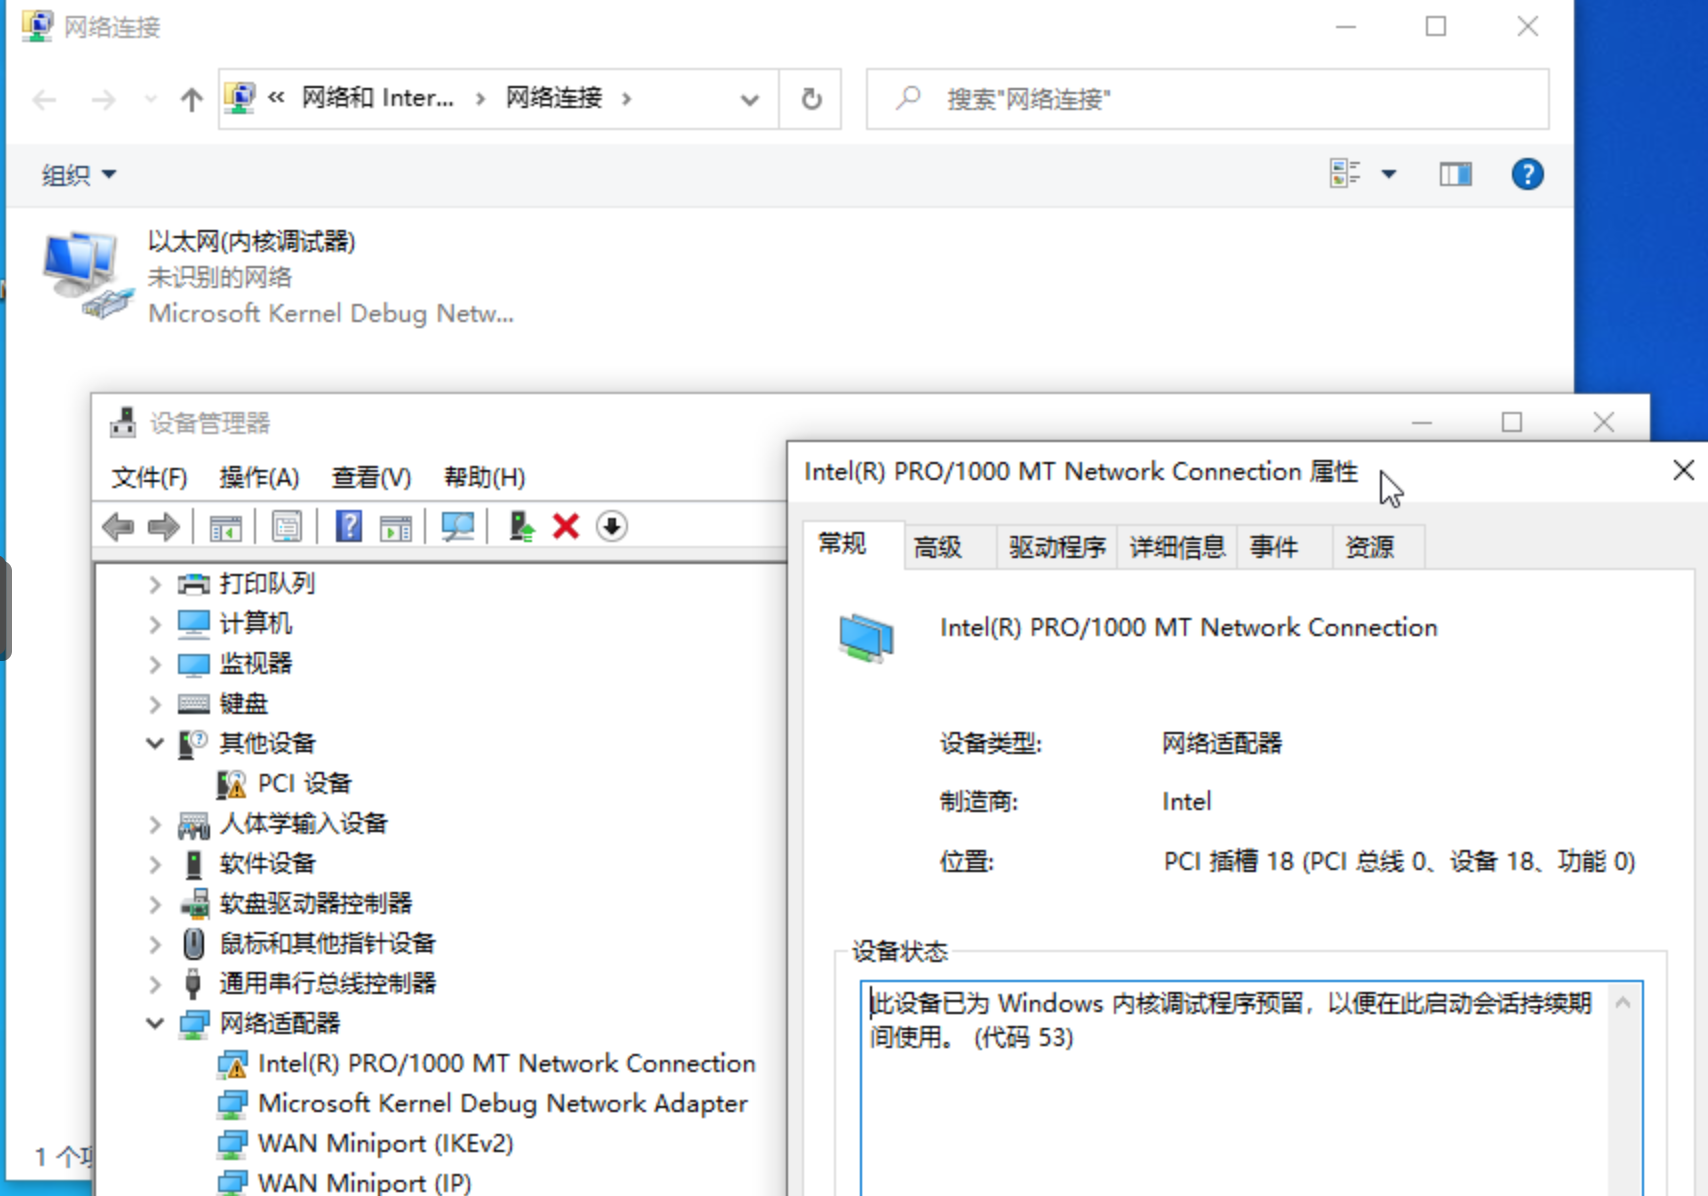 网络连接
« 网络和 Inter... › 网络连接 ›
搜索"网络连接"
组织
以太网(内核调试器)
未识别的网络
Microsoft Kernel Debug Netw...
设备管理器
文件(F) 操作(A) 查看(V) 帮助(H)
打印队列
计算机
监视器
键盘
其他设备
PCI 设备
人体学输入设备
软件设备
软盘驱动器控制器
鼠标和其他指针设备
通用串行总线控制器
网络适配器
Intel(R) PRO/1000 MT Network Connection
Microsoft Kernel Debug Network Adapter
WAN Miniport (IKEv2)
WAN Miniport (IP)
1 个
Intel(R) PRO/1000 MT Network Connection 属性
常规 高级 驱动程序 详细信息 事件 资源
Intel(R) PRO/1000 MT Network Connection
设备类型: 网络适配器
制造商: Intel
位置: PCI 插槽 18 (PCI 总线 0、设备 18、功能 0)
设备状态
此设备已为 Windows 内核调试程序预留，以便在此启动会话持续期
间使用。 (代码 53)